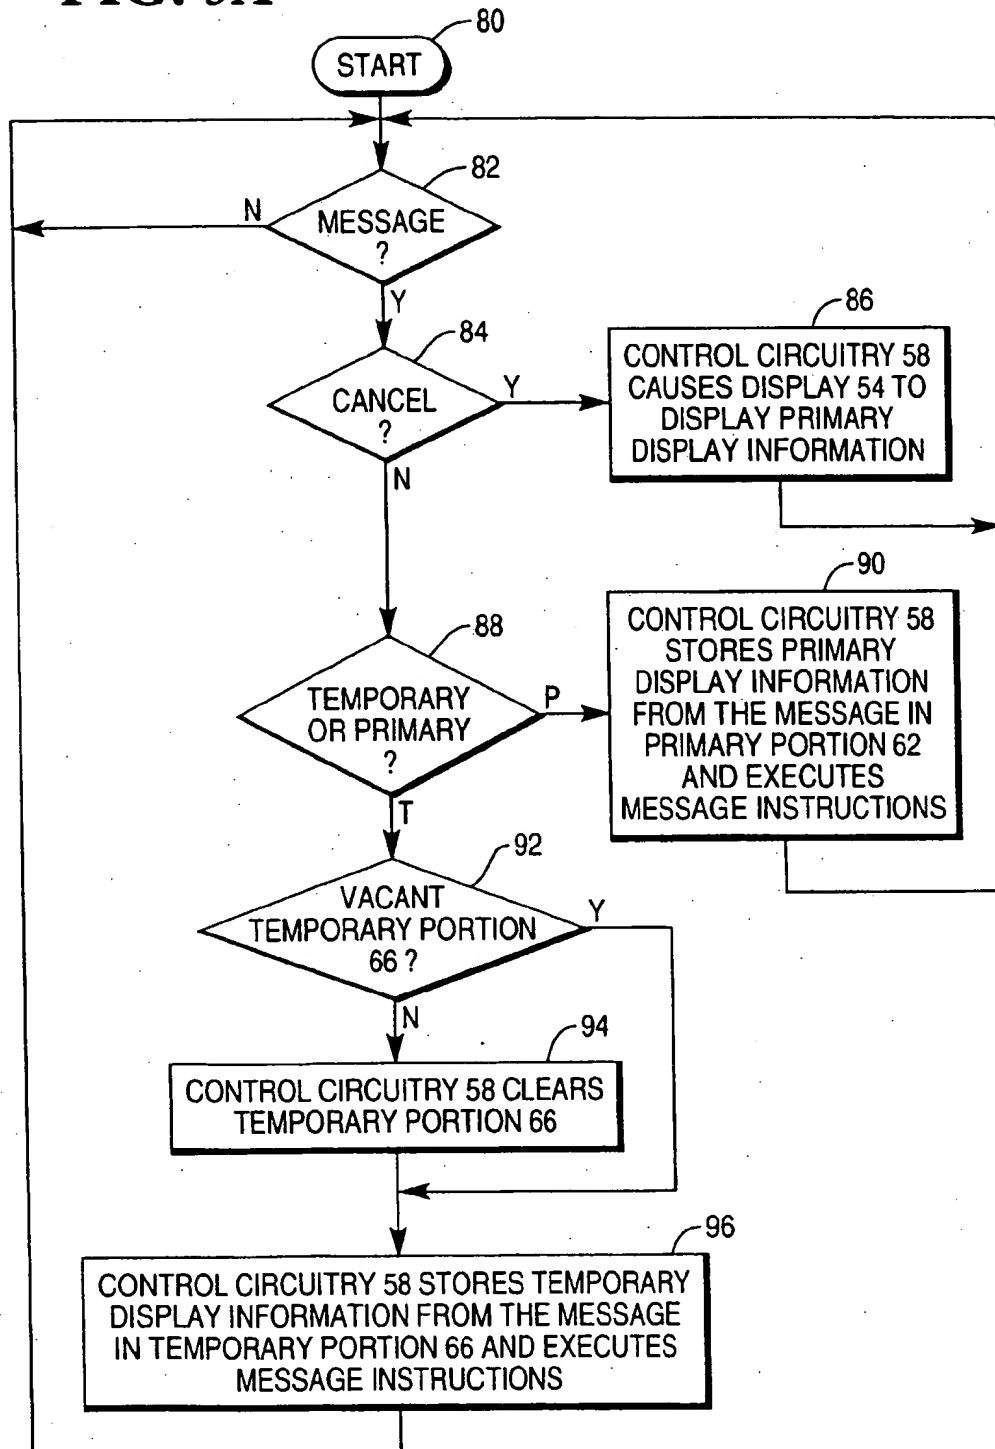 80
START
82
N
MESSAGE
?
Y
84
CANCEL
?
Y
N
86
CONTROL CIRCUITRY 58
CAUSES DISPLAY 54 TO
DISPLAY PRIMARY
DISPLAY INFORMATION
88
TEMPORARY
OR PRIMARY
?
P
T
90
CONTROL CIRCUITRY 58
STORES PRIMARY
DISPLAY INFORMATION
FROM THE MESSAGE IN
PRIMARY PORTION 62
AND EXECUTES
MESSAGE INSTRUCTIONS
92
VACANT
TEMPORARY PORTION
66 ?
Y
N
94
CONTROL CIRCUITRY 58 CLEARS
TEMPORARY PORTION 66
96
CONTROL CIRCUITRY 58 STORES TEMPORARY
DISPLAY INFORMATION FROM THE MESSAGE
IN TEMPORARY PORTION 66 AND EXECUTES
MESSAGE INSTRUCTIONS